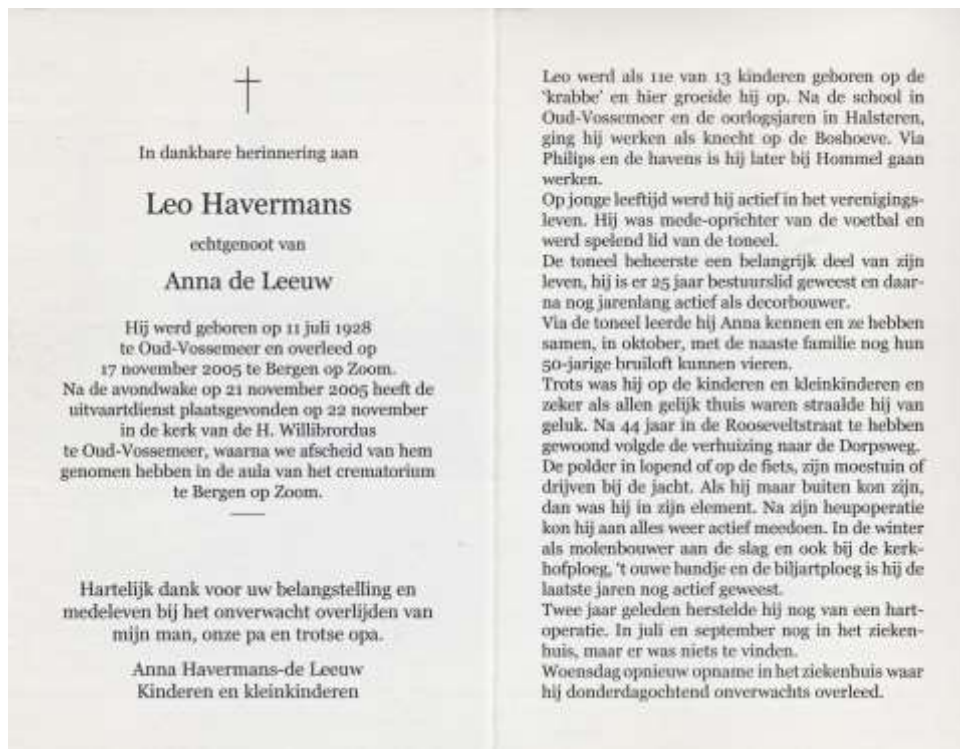 In dankbare herinnering aan
Leo Havermans
echtgenoot van
Anna de Leeuw
Hij werd geboren op 11 juli 1928
te Oud-Vossemeer en overleed op
17 november 2005 te Bergen op Zoom.
Na de avondwake op 21 november 2005 heeft de
uitvaartdienst plaatsgevonden op 22 november
in de kerk van de H. Willibrordus
te Oud-Vossemeer, waarna we afscheid van hem
genomen hebben in de aula van het crematorium
te Bergen op Zoom.
Hartelijk dank voor uw belangstelling en
medeleven bij het onverwacht overlijden van
mijn man, onze pa en trotse opa.
Anna Havermans-de Leeuw
Kinderen en kleinkinderen
Leo werd als 11e van 13 kinderen geboren op de
'krabbe' en hier groeide hij op. Na de school in
Oud-Vossemeer en de oorlogsjaren in Halsteren,
ging hij werken als knecht op de Boshoeve. Via
Philips en de havens is hij later bij Hommel gaan
werken.
Op jonge leeftijd werd hij actief in het verenigings-
leven. Hij was mede-oprichter van de voetbal en
werd spelend lid van de toneel.
De toneel beheerste een belangrijk deel van zijn
leven, hij is er 25 jaar bestuurslid geweest en daar-
na nog jarenlang actief als decorbouwer.
Via de toneel leerde hij Anna kennen en ze hebben
samen, in oktober, met de naaste familie nog hun
50-jarige bruiloft kunnen vieren.
Trots was hij op de kinderen en kleinkinderen en
zeker als allen gelijk thuis waren straalde hij van
geluk. Na 44 jaar in de Rooseveltstraat te hebben
gewoond volgde de verhuizing naar de Dorpsweg.
De polder in lopend of op de fiets, zijn moestuin of
drijven bij de jacht. Als hij maar buiten kon zijn,
dan was hij in zijn element. Na zijn heupoperatie
kon hij aan alles weer actief meedoen. In de winter
als molenbouwer aan de slag en ook bij de kerk-
hofploeg, 't ouwe bandje en de biljartploeg is hij de
laatste jaren nog actief geweest.
Twee jaar geleden herstelde hij nog van een hart-
operatie. In juli en september nog in het zieken-
huis, maar er was niets te vinden.
Woensdag opnieuw opname in het ziekenhuis waar
hij donderdagochtend onverwachts overleed.